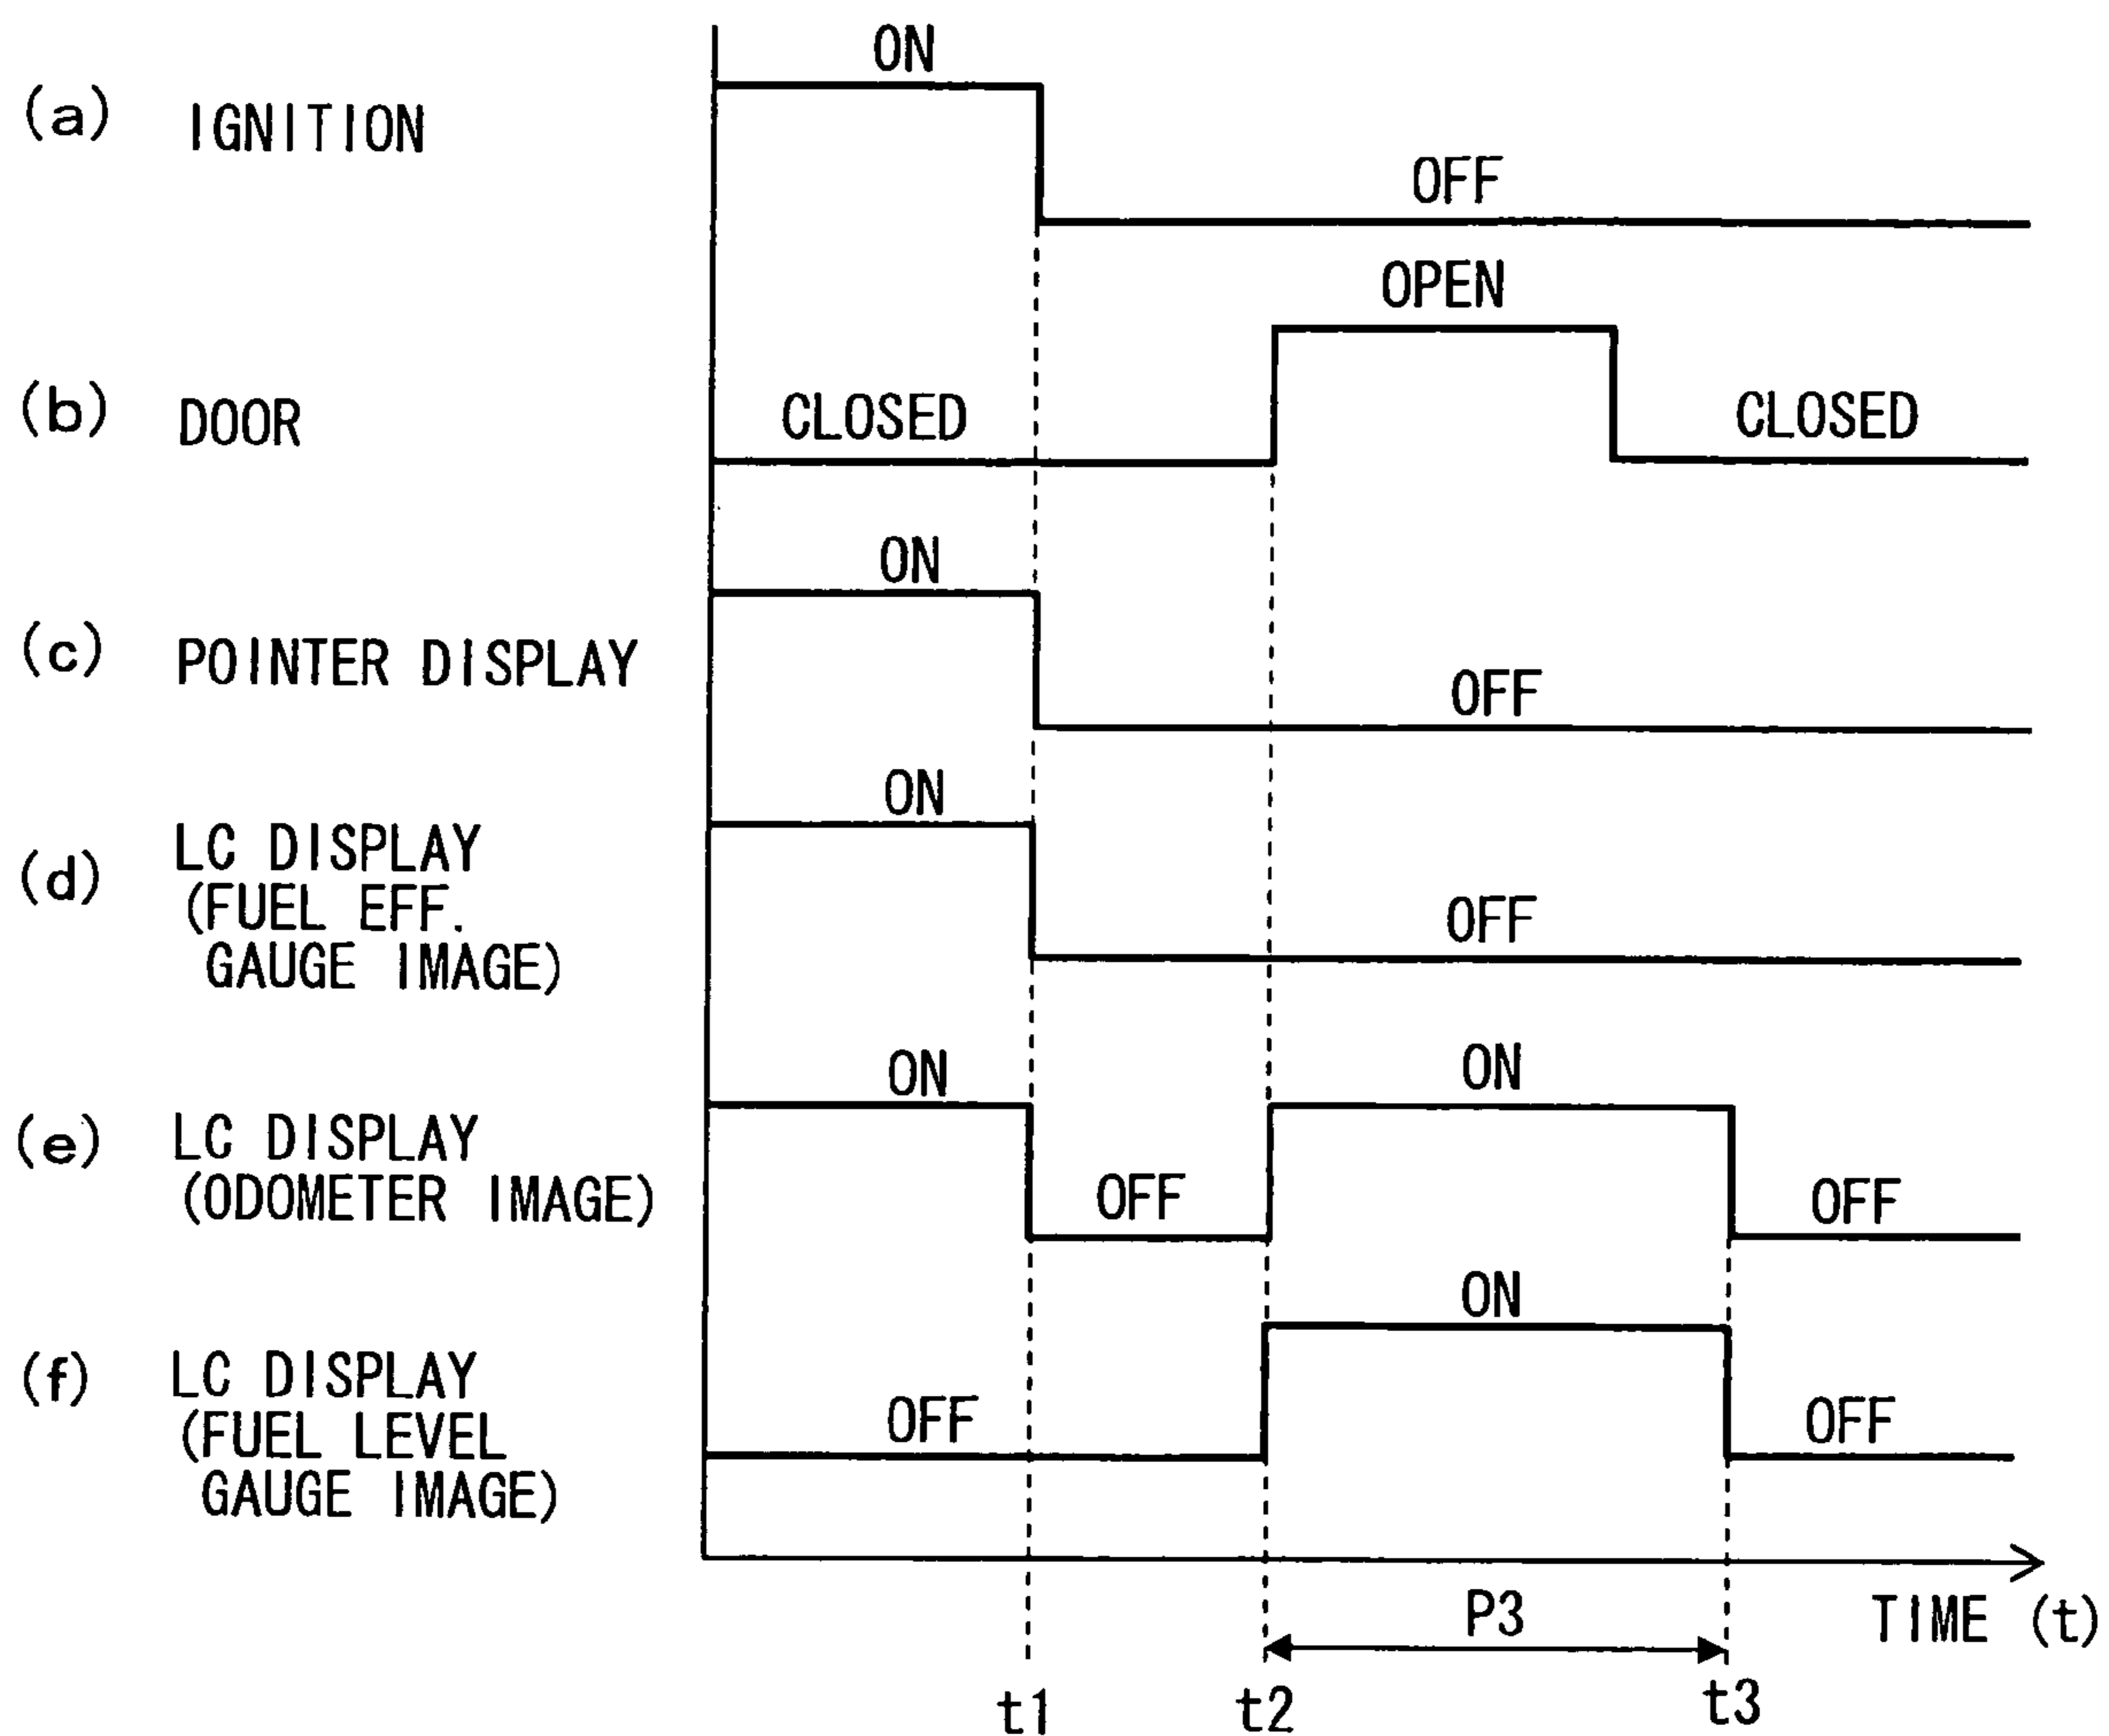 ON
(a) IGNITION
OFF
OPEN
(b) DOOR
CLOSED
CLOSED
ON
(c) POINTER DISPLAY
OFF
ON
(d) LC DISPLAY
(FUEL EFF.
GAUGE IMAGE)
OFF
ON
ON
(e) LC DISPLAY
(ODOMETER IMAGE)
OFF
OFF
ON
(f) LC DISPLAY
(FUEL LEVEL
GAUGE IMAGE)
OFF
OFF
P3
TIME (t)
t1
t2
t3